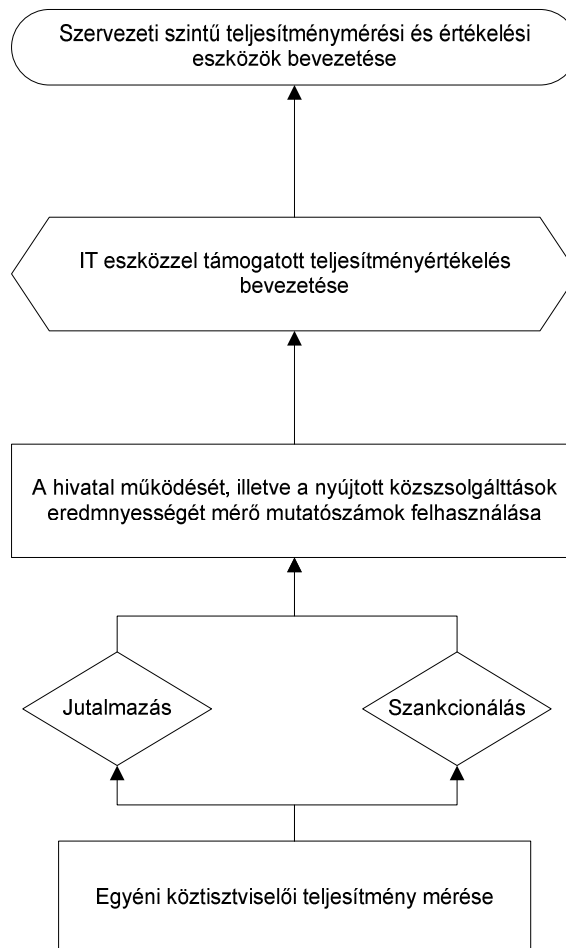 Szervezeti szintű teljesítménymérési és értékelési
eszközök bevezetése
IT eszközzel támogatott teljesítményértékelés
bevezetése
A hivatal működését, illetve a nyújtott közszsolgálttások
eredmnyességét mérő mutatószámok felhasználása
Jutalmazás
Szankcionálás
Egyéni köztisztviselői teljesítmény mérése